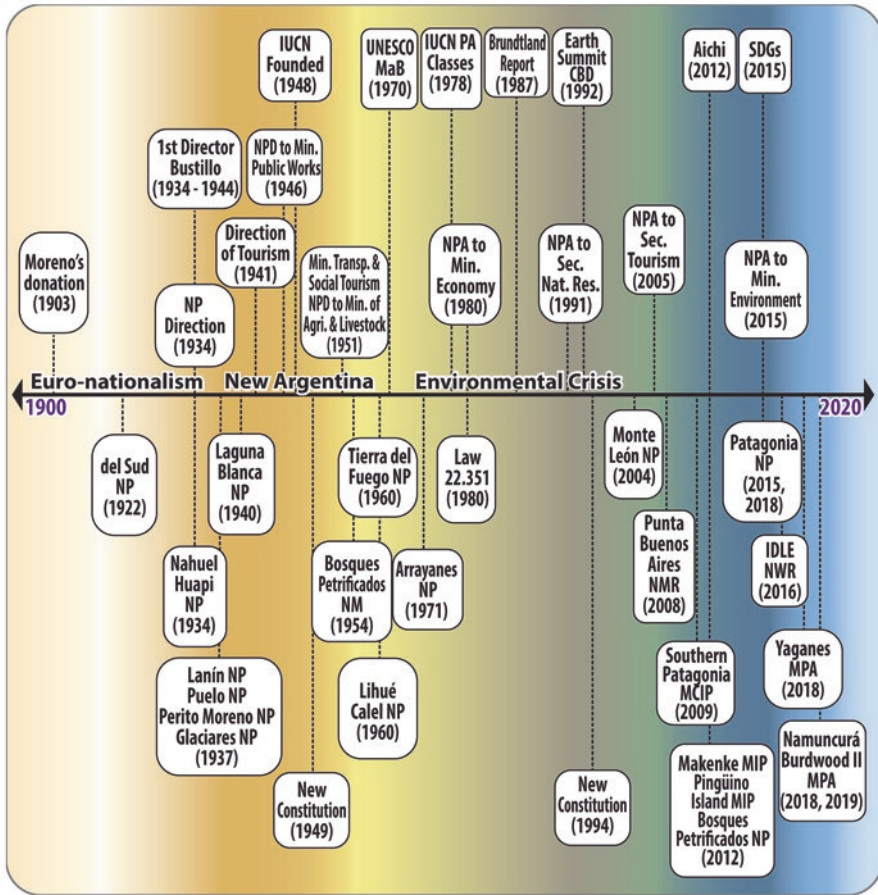 IUCN
Founded
(1948)
UNESCO
MaB
(1970)
IUCN PA
Classes
(1978)
Brundtland
Report
(1987)
Earth
Summit
CBD
(1992)
Aichi
(2012)
SDGs
(2015)
1st Director
Bustillo
(1934 - 1944)
NPD to Min.
Public Works
(1946)
Moreno's
donation
(1903)
NP
Direction
(1934)
Direction
of Tourism
(1941)
Min. Transp. &
Social Tourism
NPD to Min. of
Agri. & Livestock
(1951)
NPA to
Min.
Economy
(1980)
NPA to
Sec.
Nat. Res.
(1991)
NPA to
Sec.
Tourism
(2005)
NPA to
Min.
Environment
(2015)
Euro-nationalism
New Argentina
Environmental Crisis
1900
2020
del Sud
NP
(1922)
Laguna
Blanca
NP
(1940)
Tierra del
Fuego NP
(1960)
Law
22.351
(1980)
Monte
León NP
(2004)
Patagonia
NP
(2015,
2018)
Nahuel
Huapi
NP
(1934)
Bosques
Petrificados
NM
(1954)
Arrayanes
NP
(1971)
Punta
Buenos
Aires
NMR
(2008)
IDLE
NWR
(2016)
Lanín NP
Puelo NP
Perito Moreno NP
Glaciares NP
(1937)
Lihué
Calel NP
(1960)
Southern
Patagonia
MCIP
(2009)
Yaganes
MPA
(2018)
New
Constitution
(1949)
New
Constitution
(1994)
Makenke MIP
Pingüino
Island MIP
Bosques
Petrificados NP
(2012)
Namuncurá
Burdwood II
MPA
(2018, 2019)